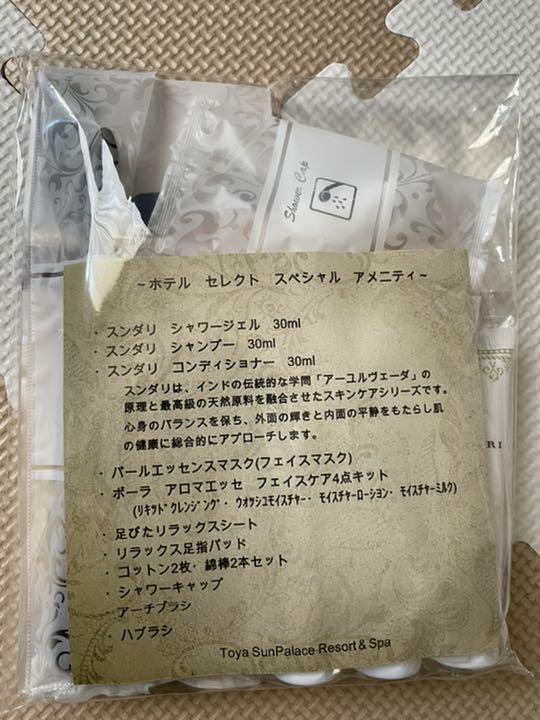 Shower Cap
~ホテル セレクト スペシャル アメニティ~
・スンダリ シャワージェル 30ml
・スンダリ シャンプー 30ml
・スンダリ コンディショナー 30ml
スンダリは、インドの伝統的な学問「アーユルヴェーダ」の
原理と最高級の天然原料を融合させたスキンケアシリーズです。
心身のバランスを保ち、外面の輝きと内面の平静をもたらし肌
の健康に総合的にアプローチします。
・パールエッセンスマスク(フェイスマスク)
・ポーラ アロマエッセ フェイスケア4点キット
(リキッドクレンジング・ウオッシュモイスチャー・モイスチャーローション・モイスチャーミルク)
・足ぴたリラックスシート
・リラックス足指パッド
・コットン2枚・綿棒2本セット
・シャワーキャップ
・アーチブラシ
・ハブラシ
Toya SunPalace Resort & Spa